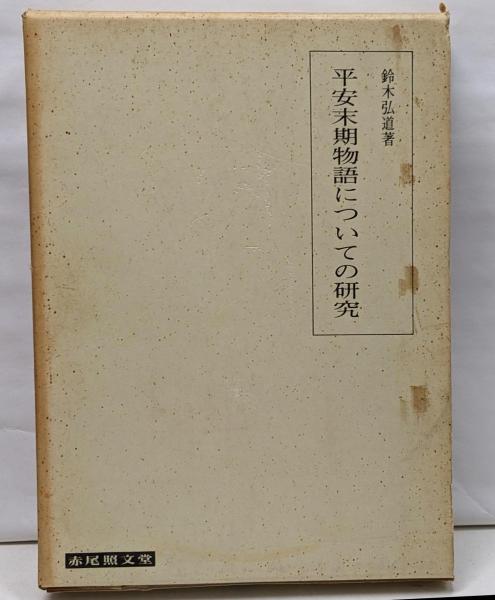 鈴木弘道著
平安末期物語についての研究
赤尾照文堂